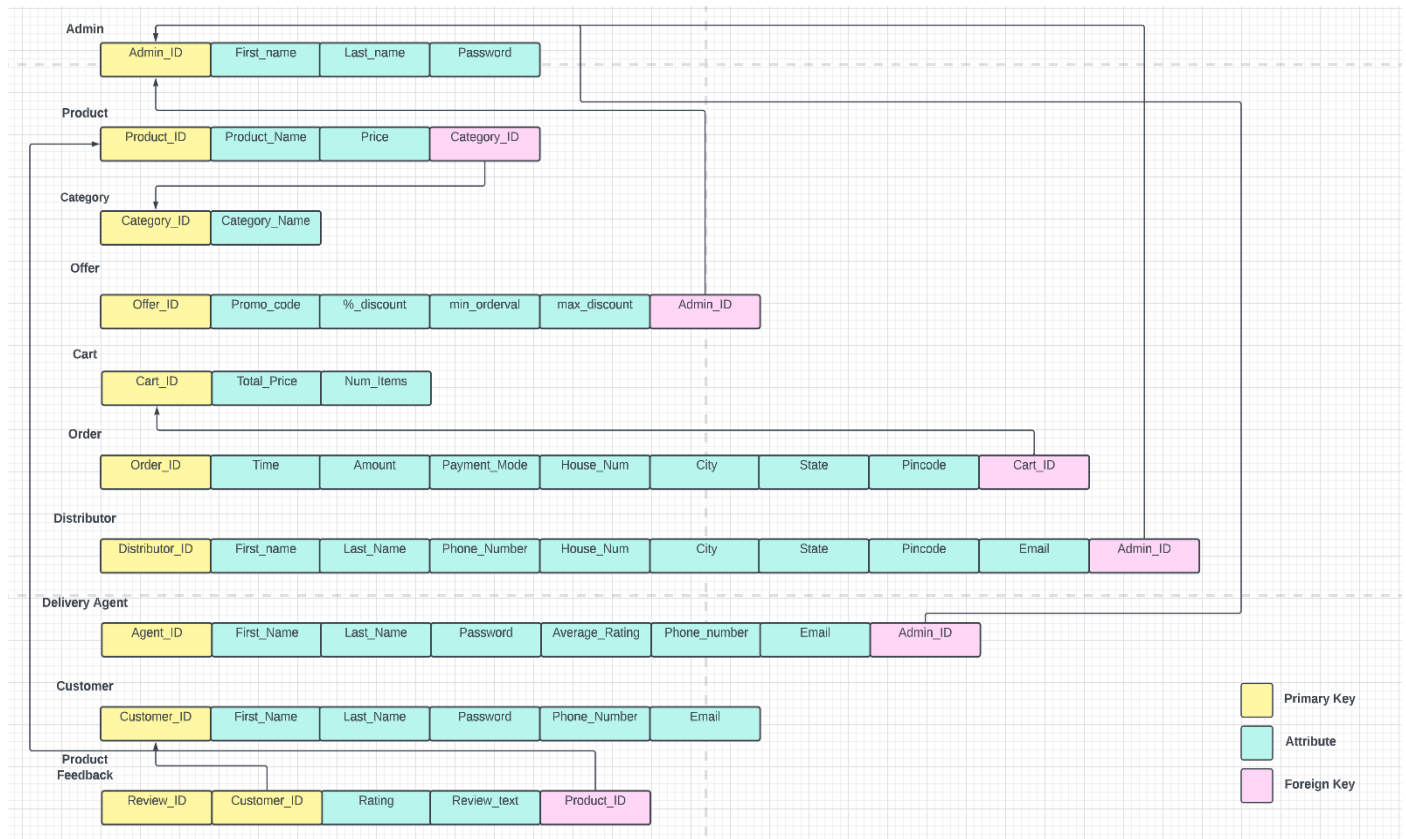 Admin
Admin_ID First_name Last_name Password
Product
Product_ID Product_Name Price Category_ID
Category
Category_ID Category_Name
Offer
Offer_ID Promo_code %_discount min_orderval max_discount Admin_ID
Cart
Cart_ID Total_Price Num_Items
Order
Order_ID Time Amount Payment_Mode House_Num City State Pincode Cart_ID
Distributor
Distributor_ID First_name Last_Name Phone_Number House_Num City State Pincode Email Admin_ID
Delivery Agent
Agent_ID First_Name Last_Name Password Average_Rating Phone_number Email Admin_ID
Customer
Customer_ID First_Name Last_Name Password Phone_Number Email
Product
Feedback
Review_ID Customer_ID Rating Review_text Product_ID
Primary Key
Attribute
Foreign Key